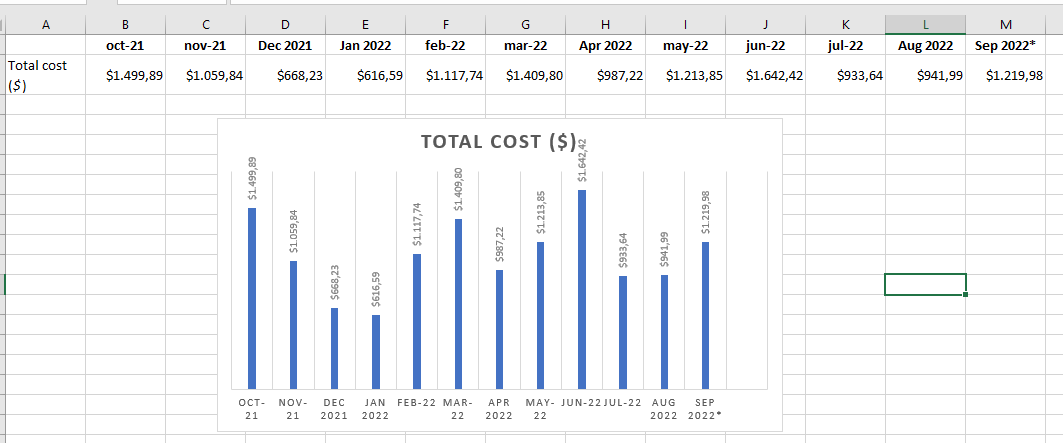 A B C D E F G H I J K L M
oct-21 nov-21 Dec 2021 Jan 2022 feb-22 mar-22 Apr 2022 may-22 jun-22 jul-22 Aug 2022 Sep 2022*
Total cost
($) $1.499,89 $1.059,84 $668,23 $616,59 $1.117,74 $1.409,80 $987,22 $1.213,85 $1.642,42 $933,64 $941,99 $1.219,98
TOTAL COST ($)
$1.499,89 $1.059,84 $668,23 $616,59 $1.117,74 $1.409,80 $987,22 $1.213,85 $1.642,42 $933,64 $941,99 $1.219,98
OCT- NOV- DEC JAN FEB-22 MAR- APR MAY- JUN-22 JUL-22 AUG SEP
21 21 2021 2022 22 2022 22 2022 2022*